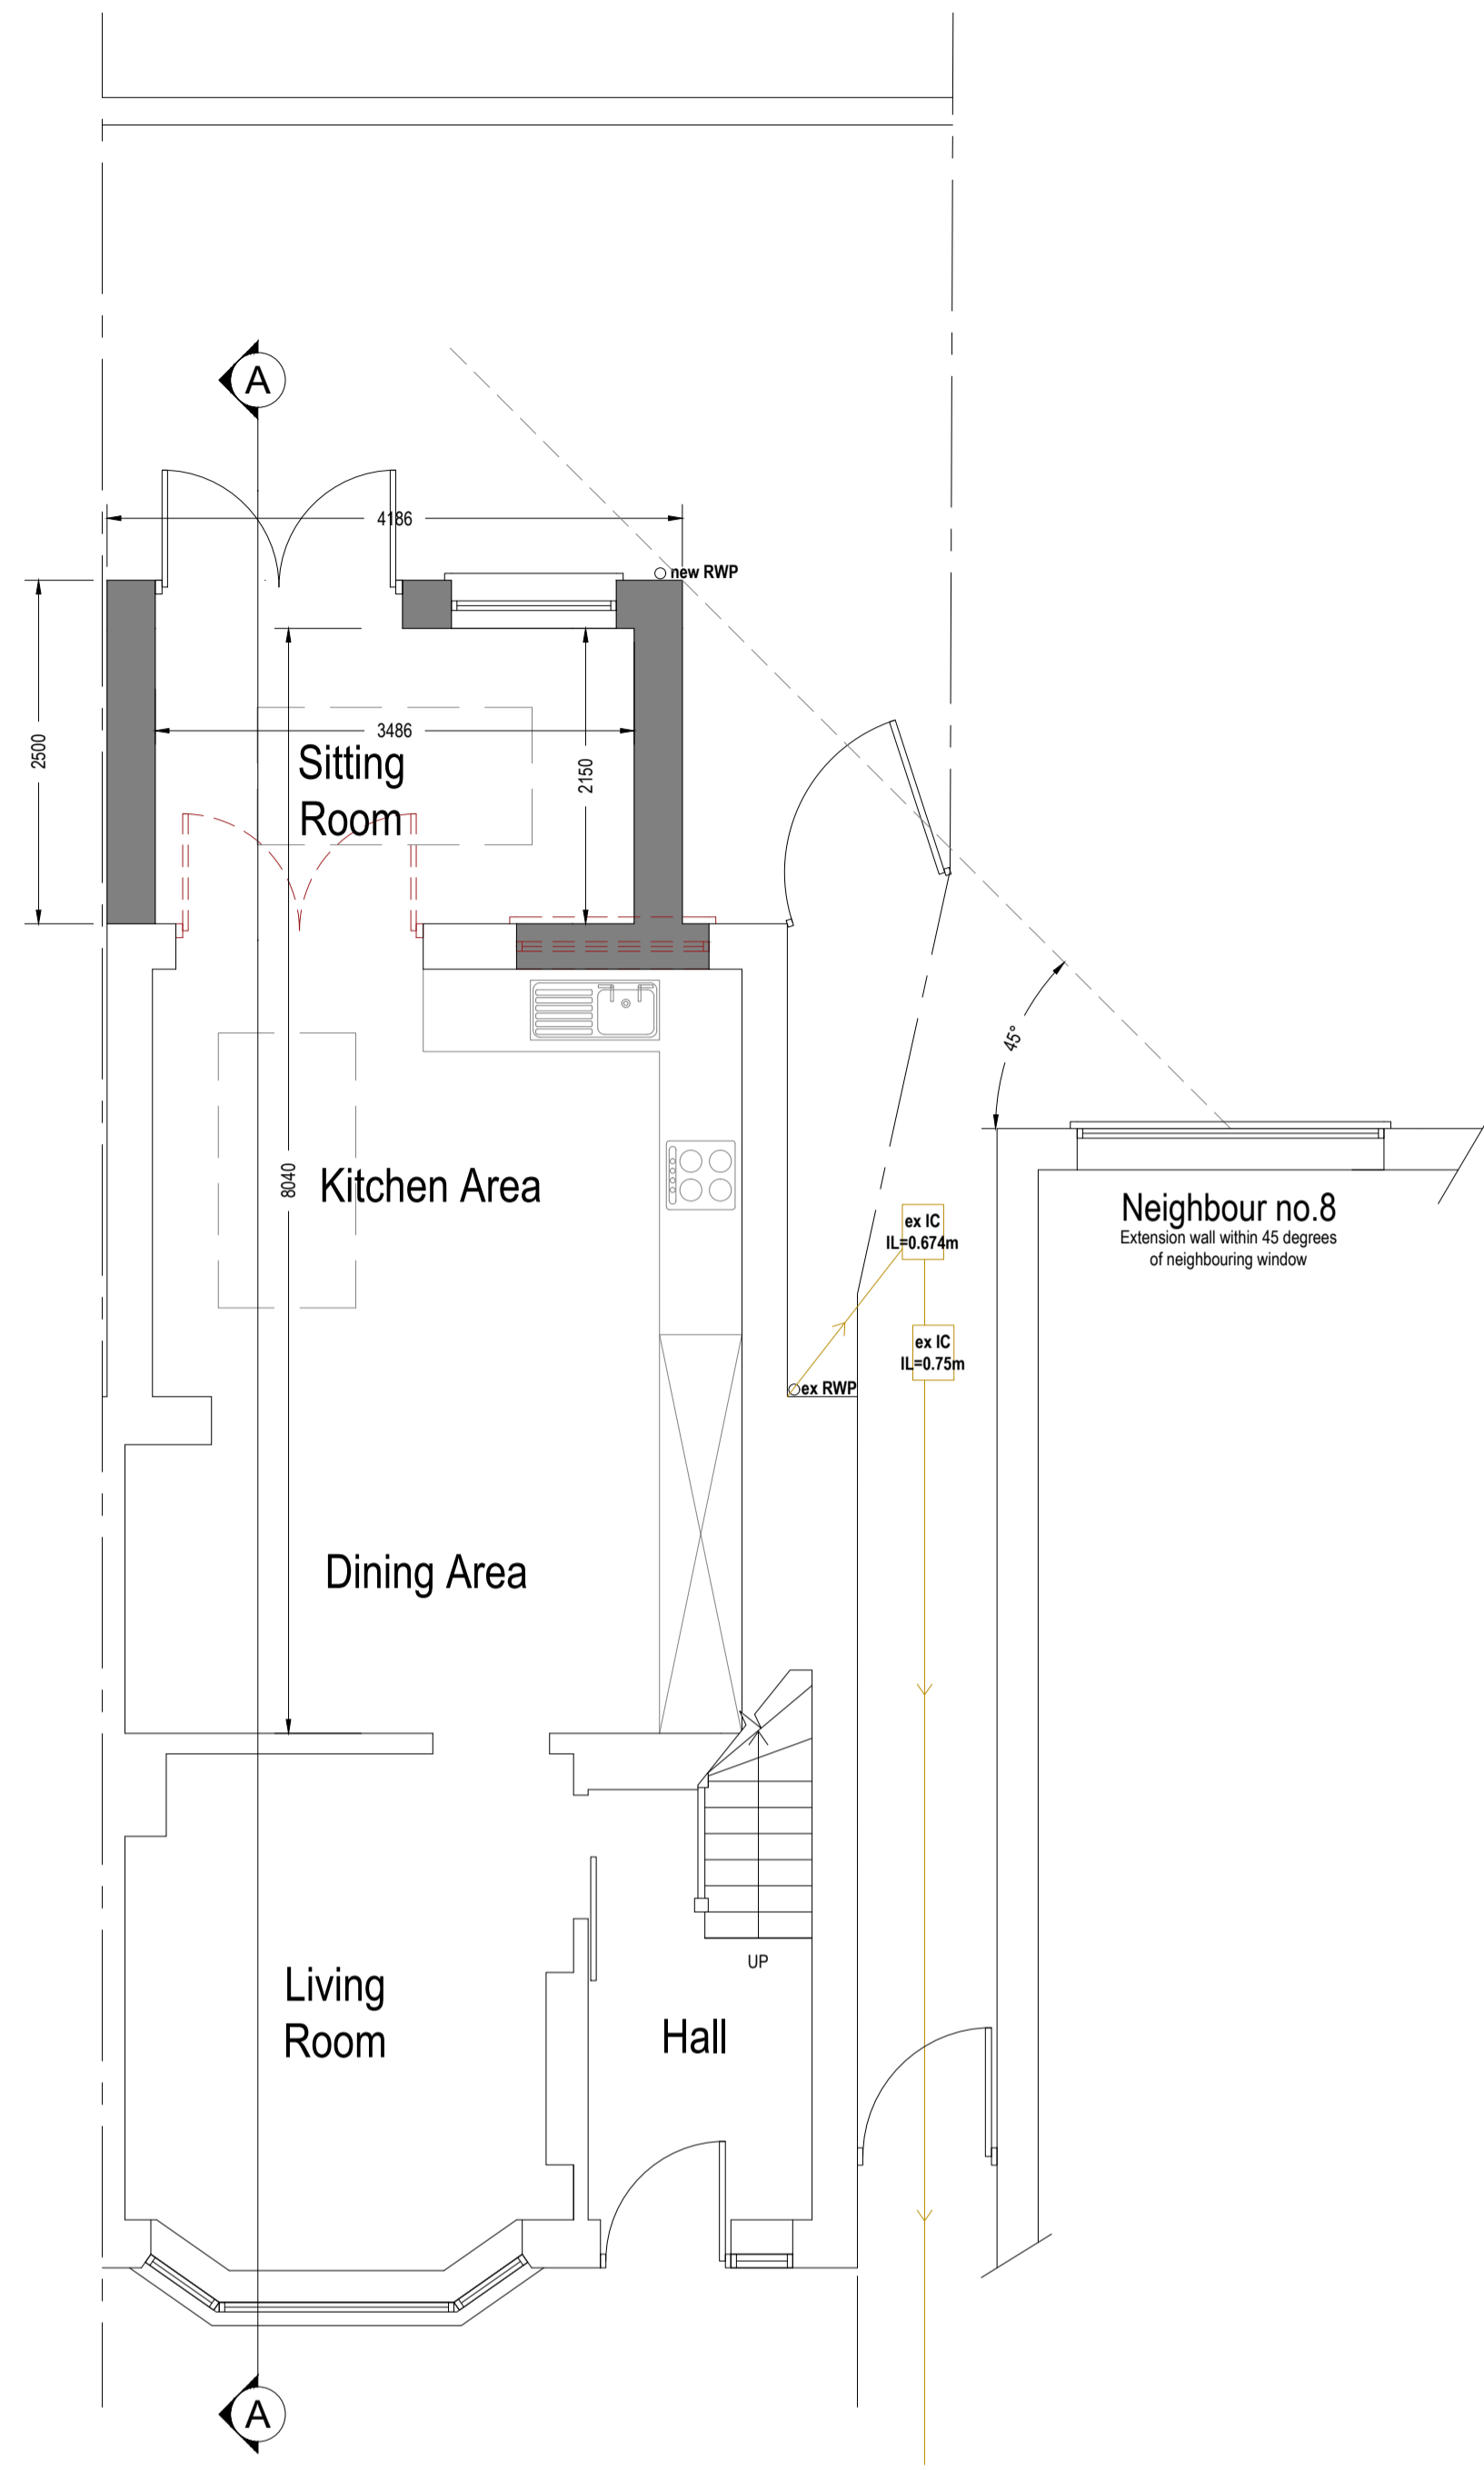 A
4186
new RWP
2500
3486
Sitting
Room
2150
45°
8040
Kitchen Area
Neighbour no.8
Extension wall within 45 degrees
of neighbouring window
ex IC
IL=0.674m
ex IC
IL=0.75m
ex RWP
Dining Area
UP
Living
Room
Hall
A